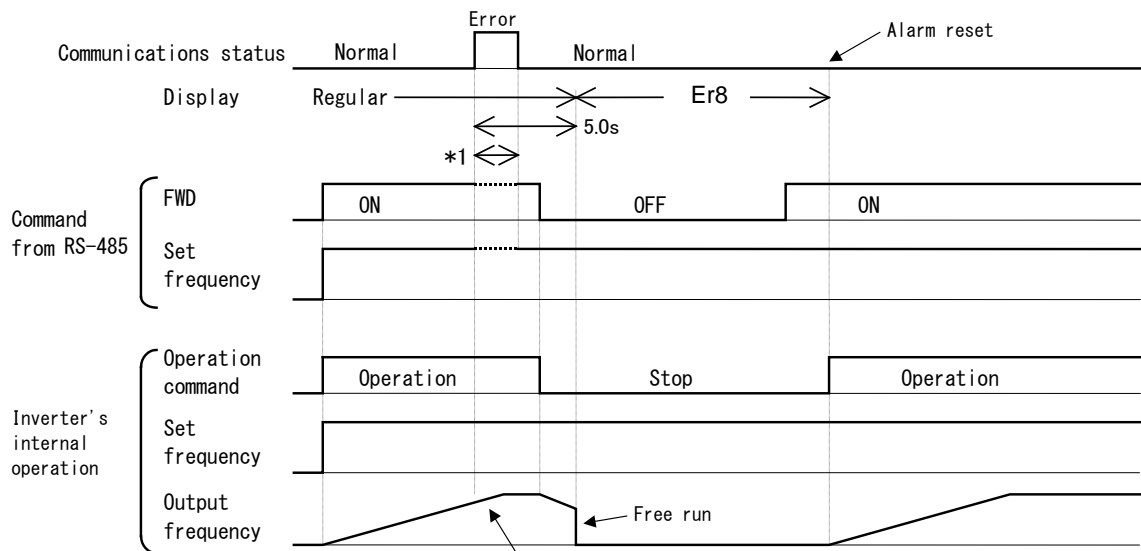 Error
Alarm reset
Communications status Normal Normal
Display Regular Er8
5.0s
*1
Command
from RS-485
FWD ON OFF ON
Set
frequency
Inverter's
internal
operation
Operation
command
Operation Stop Operation
Set
frequency
Output
frequency
Free run